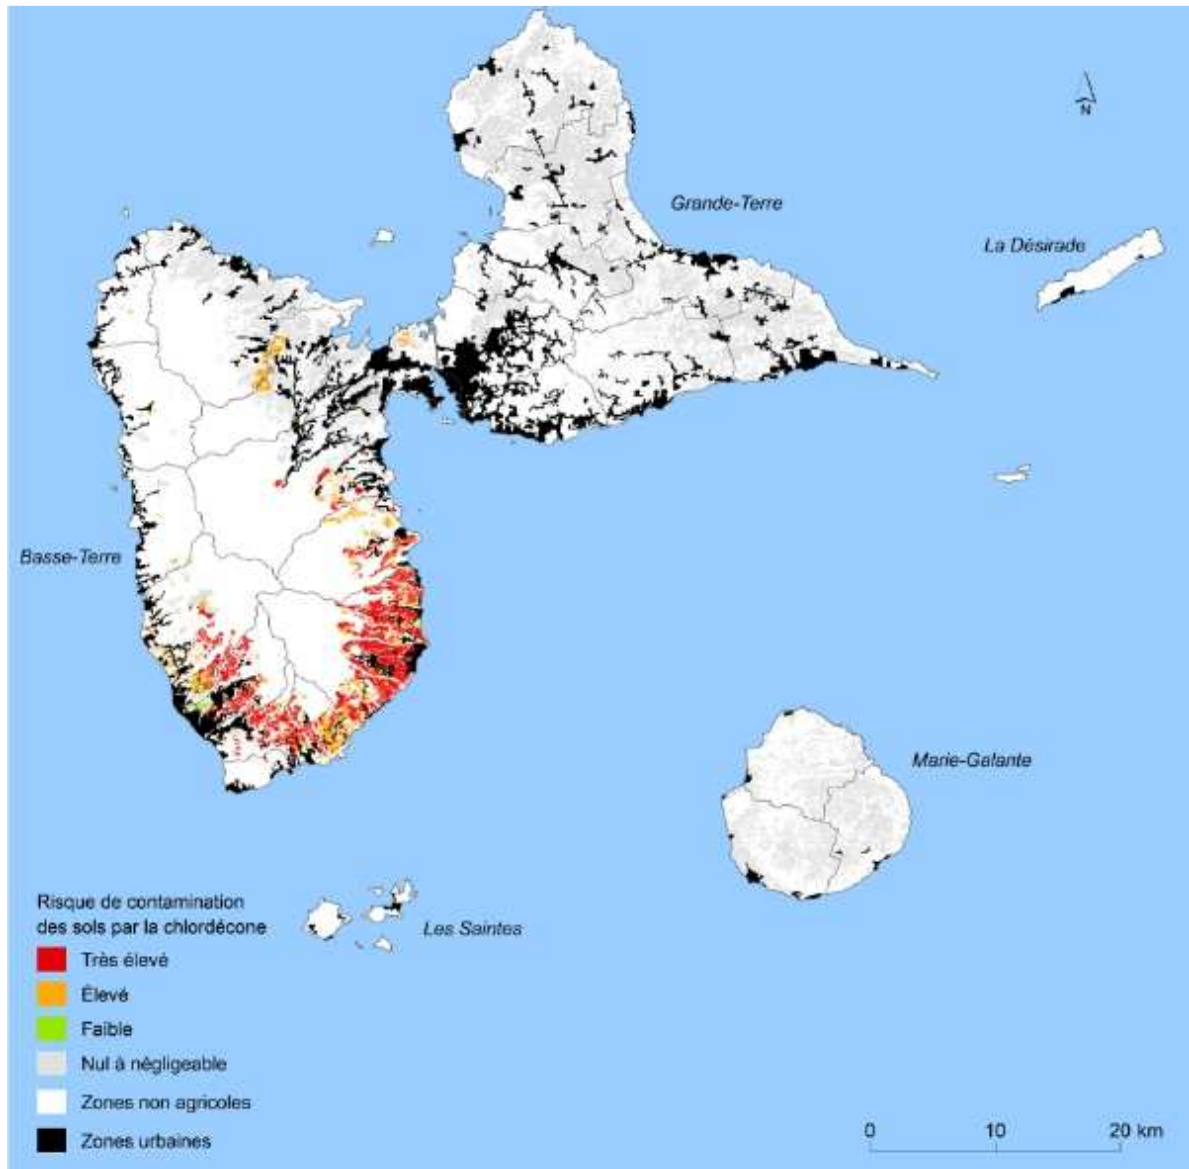 N
Grande-Terre
La Désirade
Basse-Terre
Marie-Galante
Les Saintes
Risque de contamination
des sols par la chlordécone
Très élevé
Élevé
Faible
Nul à négligeable
Zones non agricoles
Zones urbaines
0 10 20 km